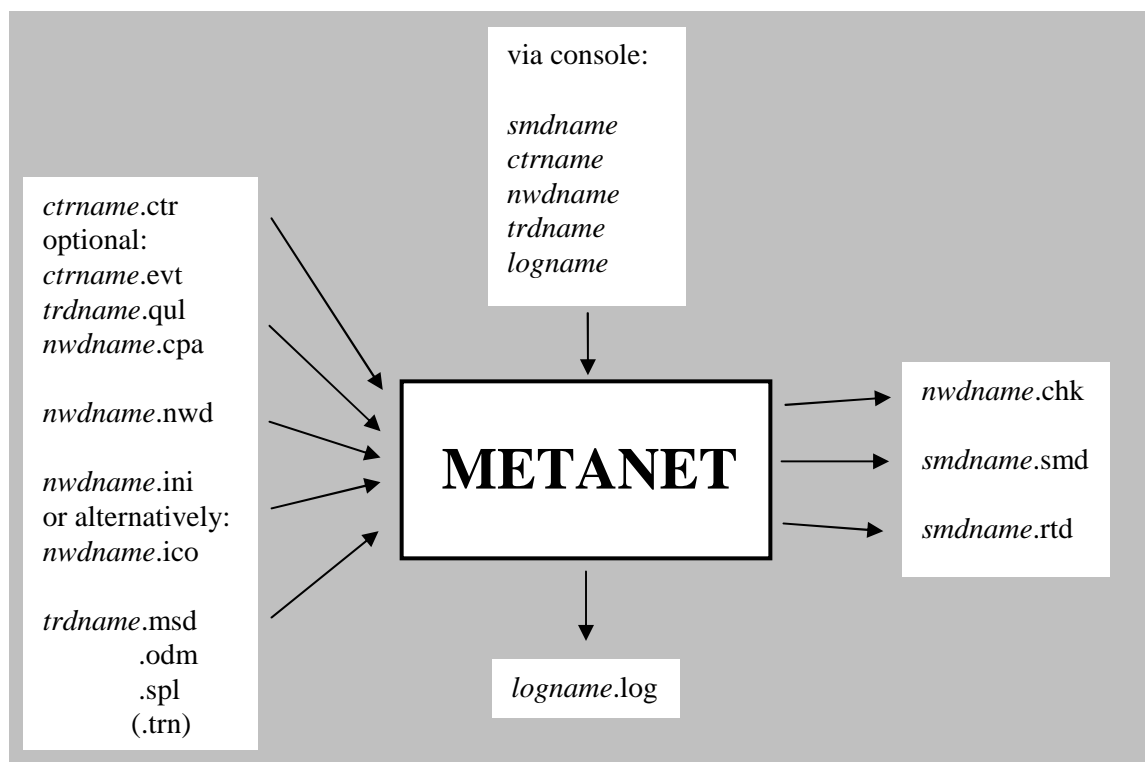 via console:
smdname
ctrname
nwdname
trdname
logname
ctrname.ctr
optional:
ctrname.evt
trdname.qul
nwdname.cpa
nwdname.nwd
nwdname.ini
or alternatively:
nwdname.ico
trdname.msd
.odm
.spl
(.trn)
METANET
nwdname.chk
smdname.smd
smdname.rtd
logname.log